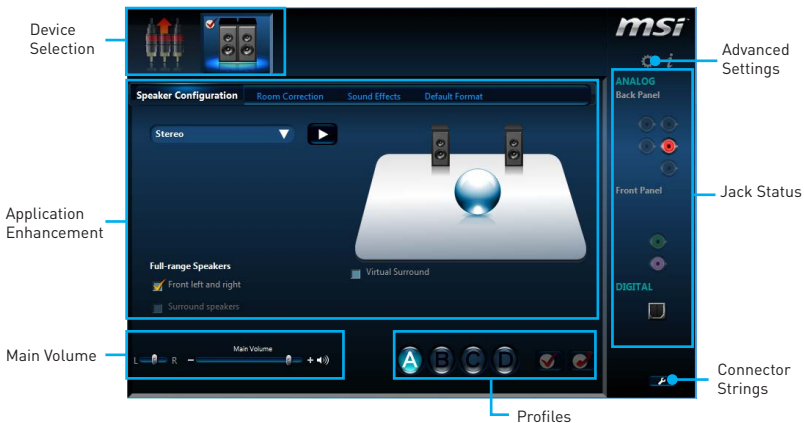 Device
Selection
msi
i
Advanced
Settings
ANALOG
Back Panel
Speaker Configuration
Room Correction
Sound Effects
Default Format
Stereo
Front Panel
Jack Status
Application
Enhancement
Full-range Speakers
Front left and right
Virtual Surround
Surround speakers
DIGITAL
Main Volume
Main Volume
L
R
- +
A B C D
Connector
Strings
Profiles